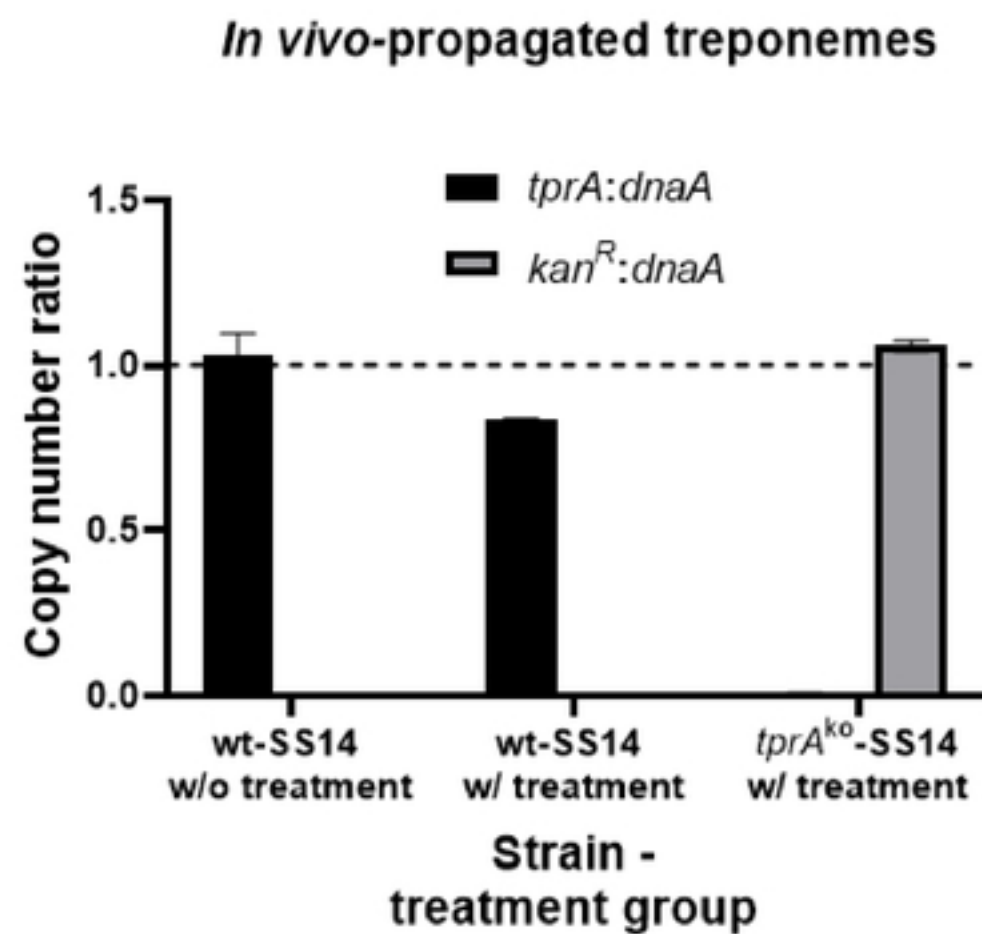 In vivo-propagated treponemes
tprA:dnaA
kanR:dnaA
Copy number ratio
1.5
1.0
0.5
0.0
wt-SS14
w/o treatment
wt-SS14
w/ treatment
tprAko-SS14
w/ treatment
Strain -
treatment group